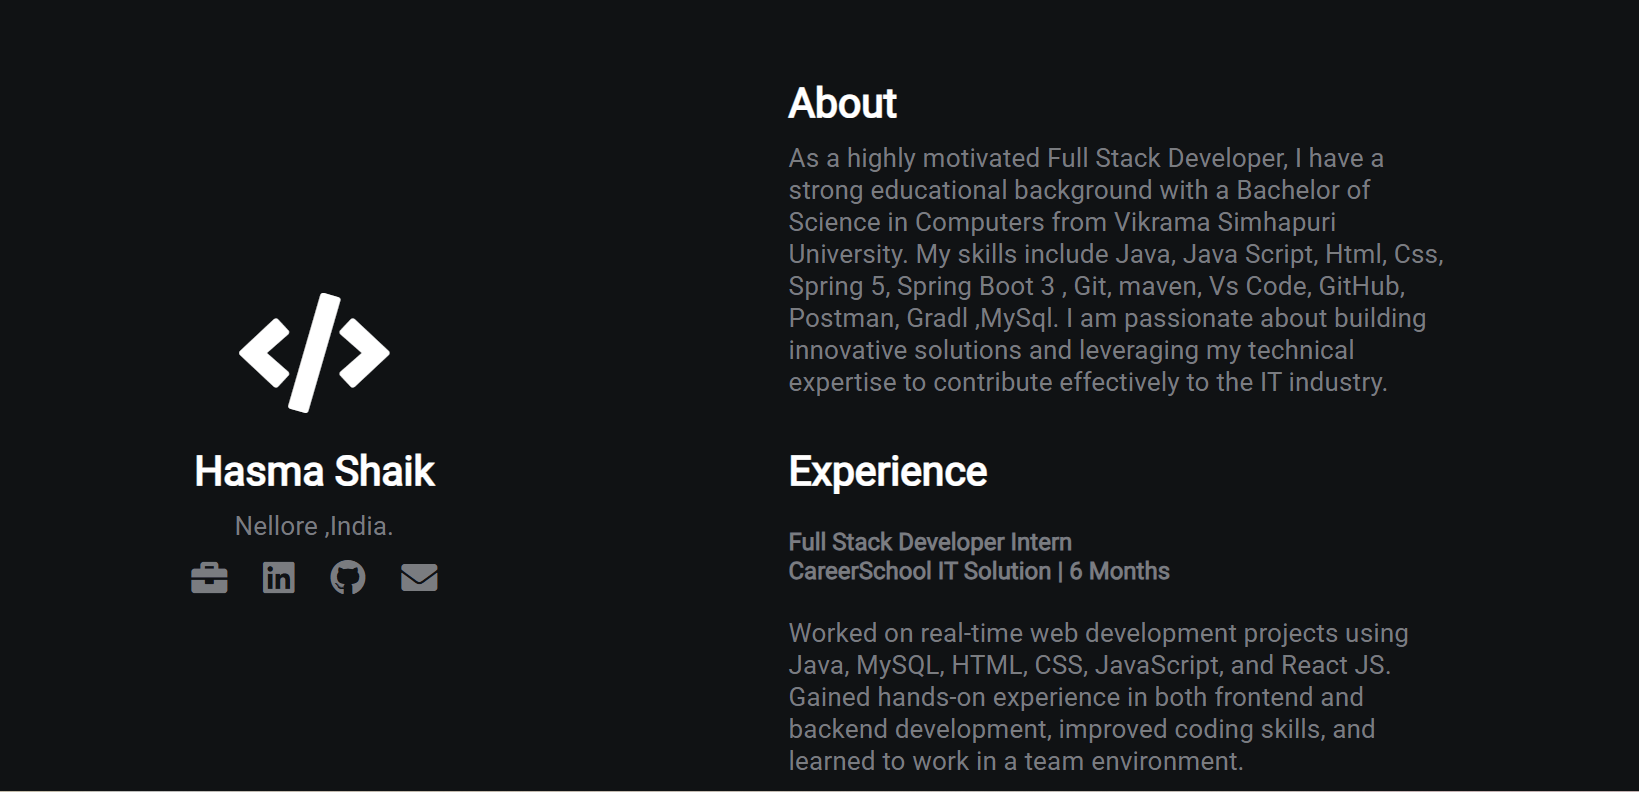 About
As a highly motivated Full Stack Developer, I have a
strong educational background with a Bachelor of
Science in Computers from Vikrama Simhapuri
University. My skills include Java, Java Script, Html, Css,
Spring 5, Spring Boot 3 , Git, maven, Vs Code, GitHub,
Postman, Gradl ,MySql. I am passionate about building
innovative solutions and leveraging my technical
expertise to contribute effectively to the IT industry.
Hasma Shaik
Nellore ,India.
Experience
Full Stack Developer Intern
CareerSchool IT Solution | 6 Months
Worked on real-time web development projects using
Java, MySQL, HTML, CSS, JavaScript, and React JS.
Gained hands-on experience in both frontend and
backend development, improved coding skills, and
learned to work in a team environment.